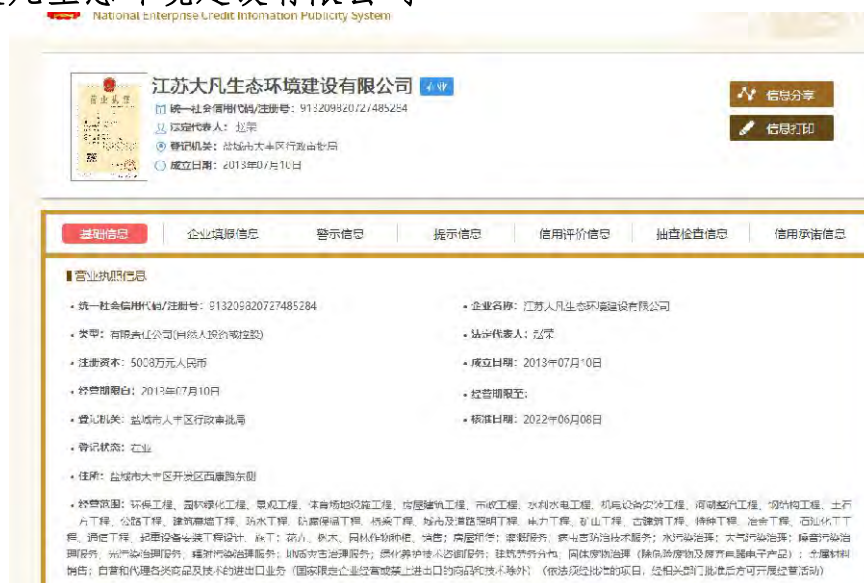 生态环境建设有限公司
National Enterprise Credit Information Publicity System
江苏大凡生态环境建设有限公司
统一社会信用代码/注册号：913209820727485284
法定代表人：赵荣
登记机关：盐城市大丰区行政审批局
成立日期：2013年07月10日
信息分享
信息打印
基础信息 企业填报信息 警示信息 提示信息 信用评价信息 抽查检查信息 信用承诺信息
营业执照信息
统一社会信用代码/注册号：913209820727485284 企业名称：江苏大凡生态环境建设有限公司
类型：有限责任公司(自然人投资或控股) 法定代表人：赵荣
注册资本：5008万元人民币 成立日期：2013年07月10日
经营期限自：2013年07月10日 经营期限至：
登记机关：盐城市大丰区行政审批局 核准日期：2022年06月08日
登记状态：在业
住所：盐城市大丰区开发区西康路东侧
经营范围：环保工程、园林绿化工程、景观工程、体育场地设施工程、房屋建筑工程、市政工程、水利水电工程、机电设备安装工程、河湖整治工程、钢结构工程、土石
方工程、公路工程、建筑幕墙工程、防水工程、防腐保温工程、桥梁工程、城市及道路照明工程、电力工程、矿山工程、古建筑工程、特种工程、冶金工程、石油化工工
程、通信工程、起重设备安装工程设计、施工；花卉、树木、园林作物种植、销售；房屋租赁；灌溉服务；病虫害防治技术服务；水污染治理；大气污染治理；噪音污染治
理服务、光污染治理服务；辐射污染治理服务；地质灾害治理服务；绿化养护技术咨询服务；建筑劳务分包；固体废物治理（除危险废物及废弃电器电子产品）；金属材料
销售；自营和代理各类商品及技术的进出口业务（国家限定企业经营或禁止进出口的商品和技术除外）（依法须经批准的项目，经相关部门批准后方可开展经营活动）